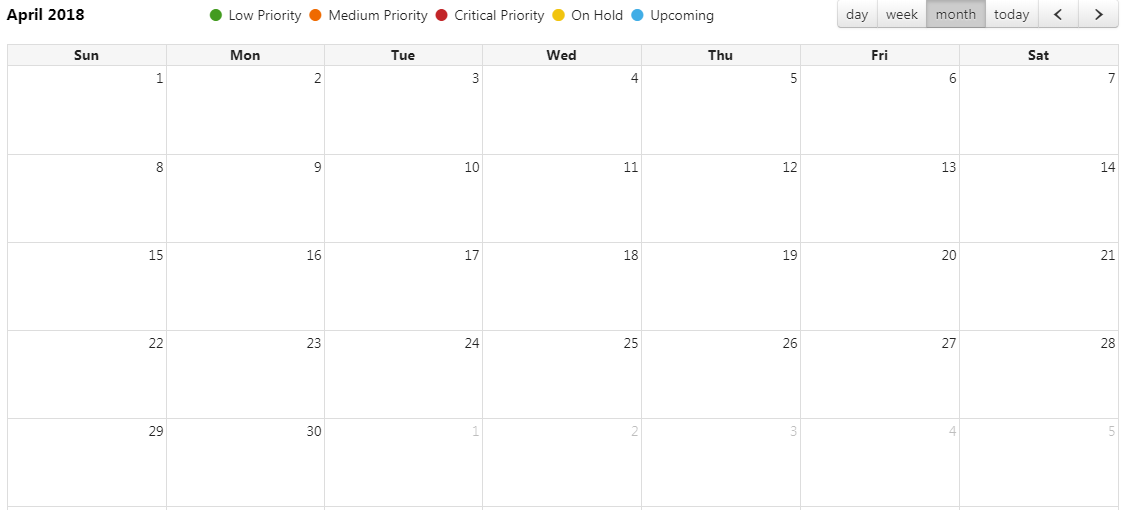 April 2018 Low Priority Medium Priority Critical Priority On Hold Upcoming day week month today
Sun Mon Tue Wed Thu Fri Sat
1 2 3 4 5 6 7
8 9 10 11 12 13 14
15 16 17 18 19 20 21
22 23 24 25 26 27 28
29 30 1 2 3 4 5